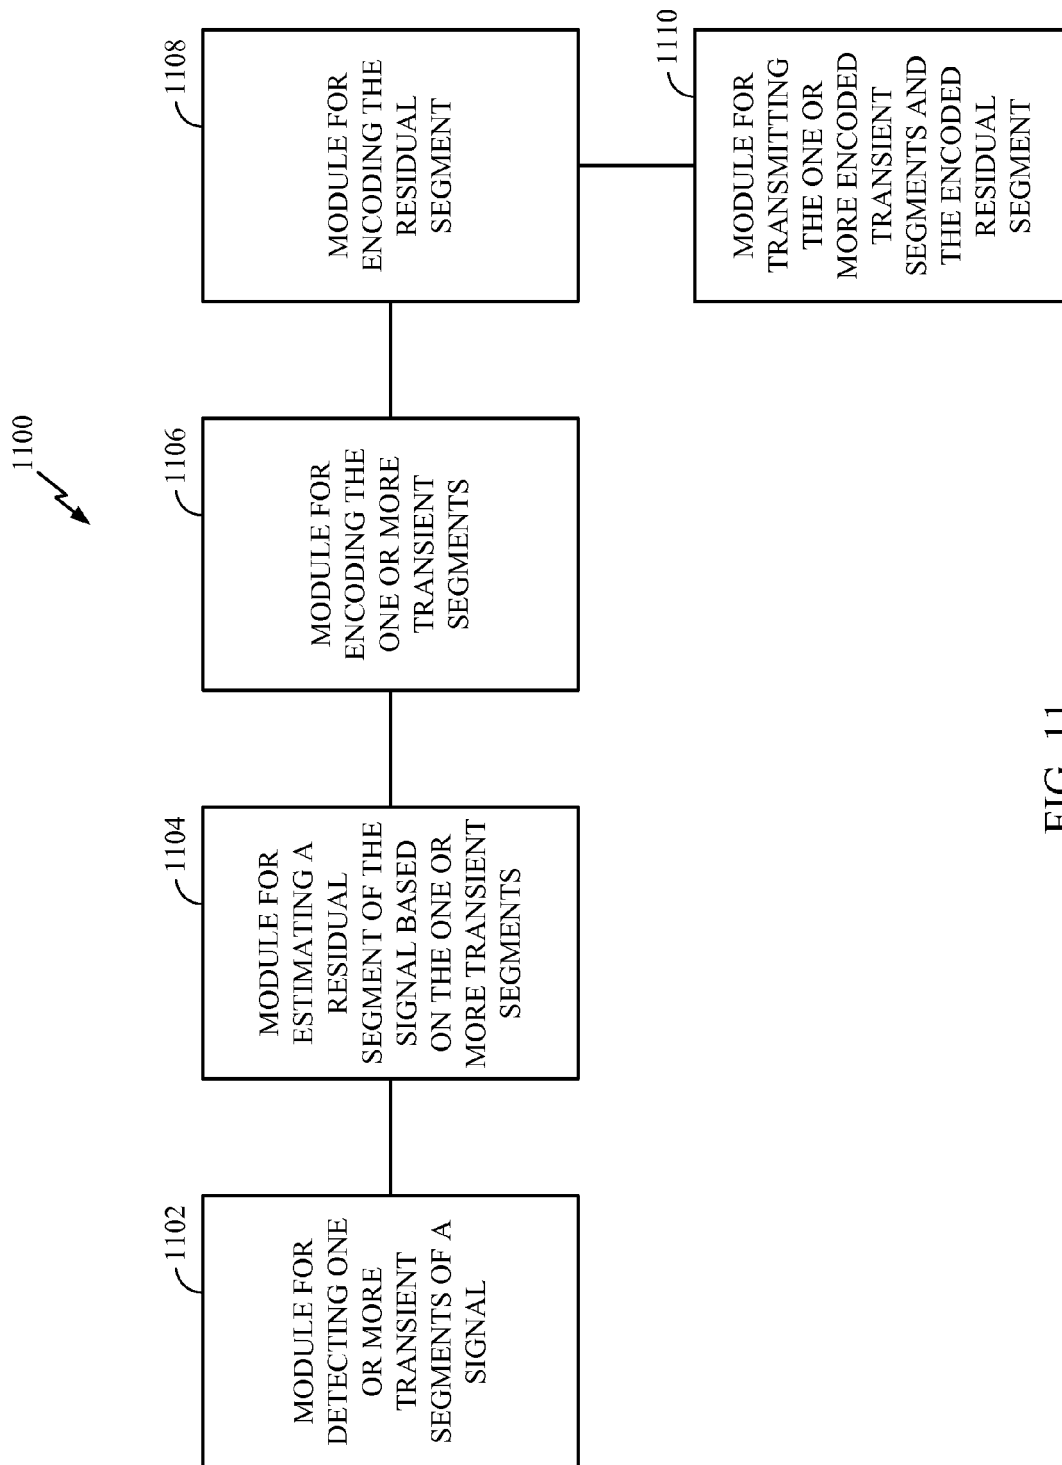 1100
1102
MODULE FOR
DETECTING ONE
OR MORE
TRANSIENT
SEGMENTS OF A
SIGNAL
1104
MODULE FOR
ESTIMATING A
RESIDUAL
SEGMENT OF THE
SIGNAL BASED
ON THE ONE OR
MORE TRANSIENT
SEGMENTS
1106
MODULE FOR
ENCODING THE
ONE OR MORE
TRANSIENT
SEGMENTS
1108
MODULE FOR
ENCODING THE
RESIDUAL
SEGMENT
1110
MODULE FOR
TRANSMITTING
THE ONE OR
MORE ENCODED
TRANSIENT
SEGMENTS AND
THE ENCODED
RESIDUAL
SEGMENT
FIG. 11